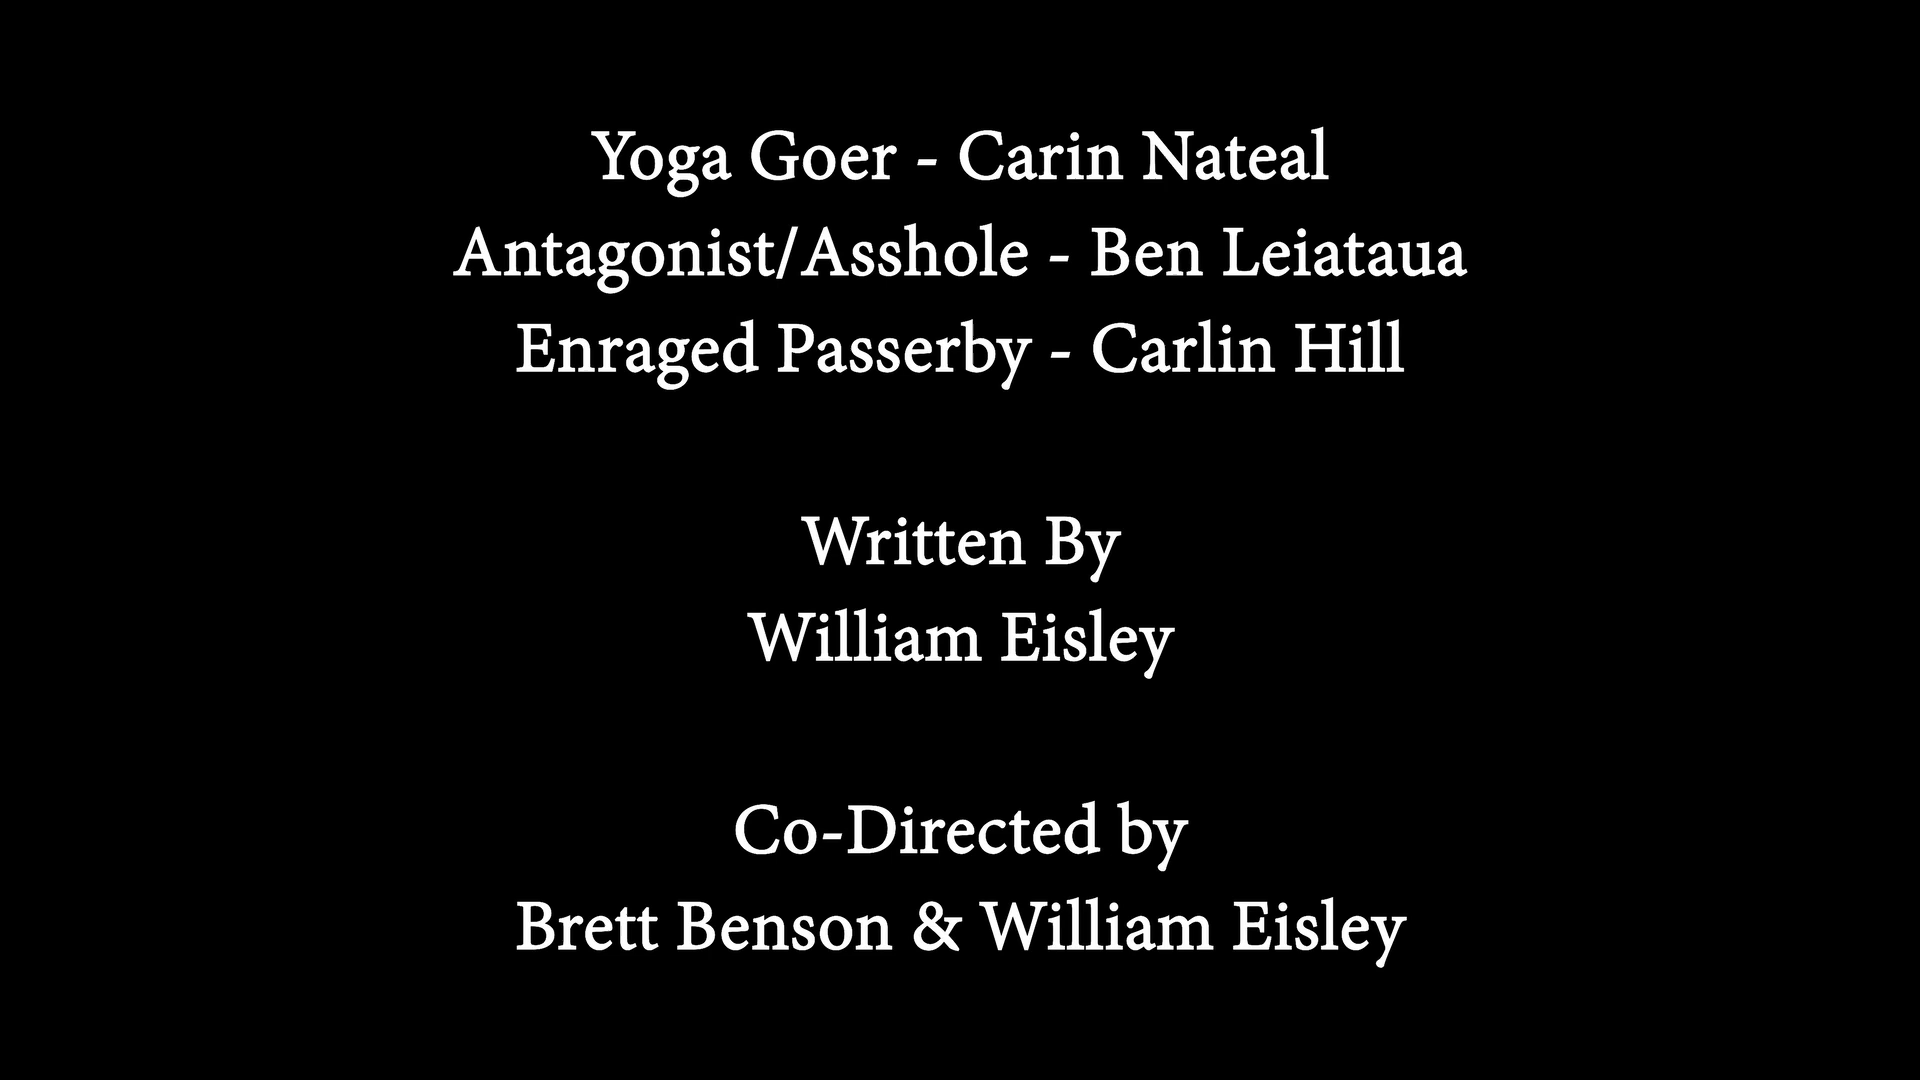 Yoga Goer - Carin Nateal
Antagonist/Asshole - Ben Leiataua
Enraged Passerby - Carlin Hill
Written By
William Eisley
Co-Directed by
Brett Benson & William Eisley